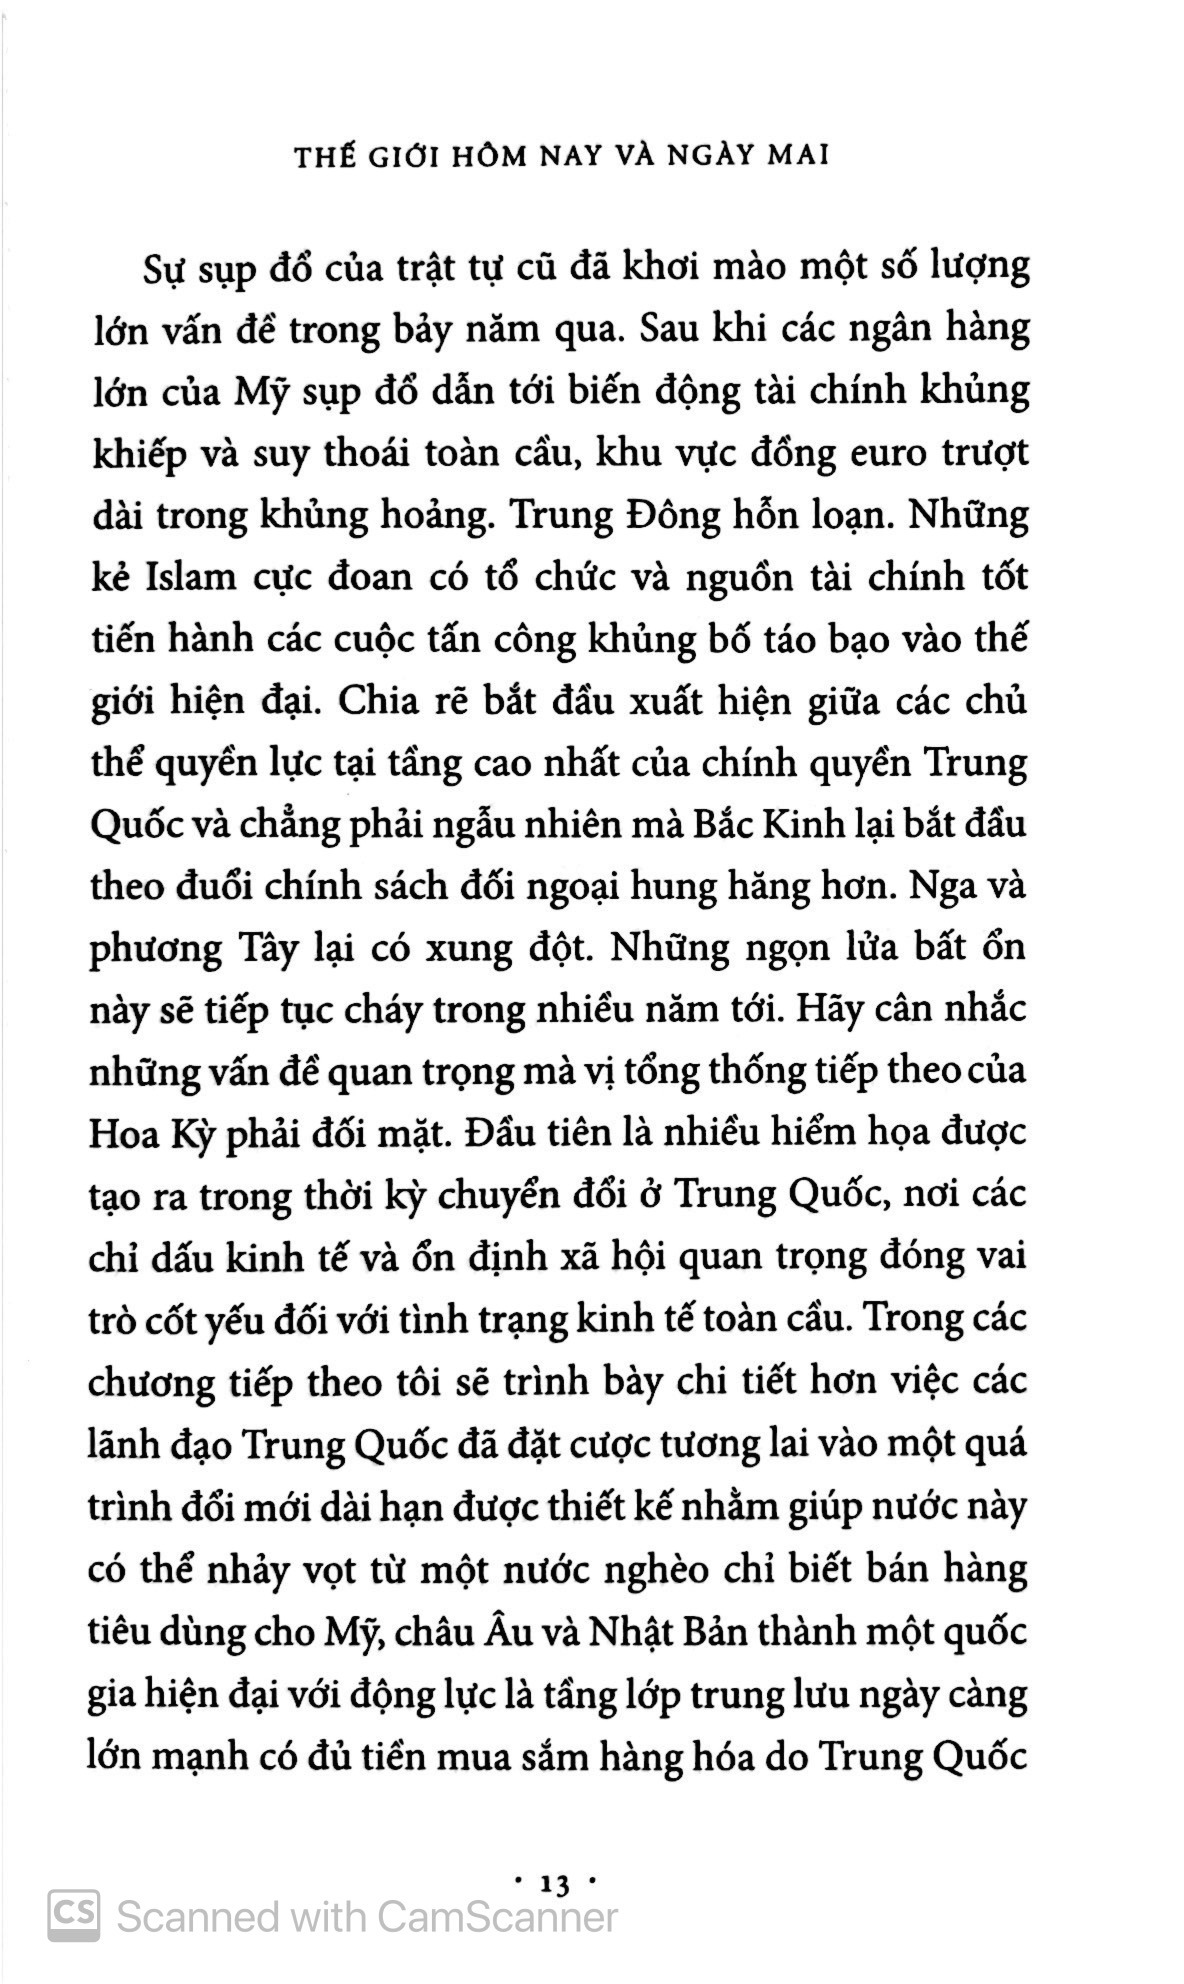 THẾ GIỚI HÔM NAY VÀ NGÀY MAI
Sự sụp đổ của trật tự cũ đã khơi mào một số lượng
lớn vấn đề trong bảy năm qua. Sau khi các ngân hàng
lớn của Mỹ sụp đổ dẫn tới biến động tài chính khủng
khiếp và suy thoái toàn cầu, khu vực đồng euro trượt
dài trong khủng hoảng. Trung Đông hỗn loạn. Những
kẻ Islam cực đoan có tổ chức và nguồn tài chính tốt
tiến hành các cuộc tấn công khủng bố táo bạo vào thế
giới hiện đại. Chia rẽ bắt đầu xuất hiện giữa các chủ
thể quyền lực tại tầng cao nhất của chính quyền Trung
Quốc và chẳng phải ngẫu nhiên mà Bắc Kinh lại bắt đầu
theo đuổi chính sách đối ngoại hung hăng hơn. Nga và
phương Tây lại có xung đột. Những ngọn lửa bất ổn
này sẽ tiếp tục cháy trong nhiều năm tới. Hãy cân nhắc
những vấn đề quan trọng mà vị tổng thống tiếp theo của
Hoa Kỳ phải đối mặt. Đầu tiên là nhiều hiểm họa được
tạo ra trong thời kỳ chuyển đổi ở Trung Quốc, nơi các
chỉ dấu kinh tế và ổn định xã hội quan trọng đóng vai
trò cốt yếu đối với tình trạng kinh tế toàn cầu. Trong các
chương tiếp theo tôi sẽ trình bày chi tiết hơn việc các
lãnh đạo Trung Quốc đã đặt cược tương lai vào một quá
trình đổi mới dài hạn được thiết kế nhằm giúp nước này
có thể nhảy vọt từ một nước nghèo chỉ biết bán hàng
tiêu dùng cho Mỹ, châu Âu và Nhật Bản thành một quốc
gia hiện đại với động lực là tầng lớp trung lưu ngày càng
lớn mạnh có đủ tiền mua sắm hàng hóa do Trung Quốc
· 13 ·
CS Scanned with CamScanner